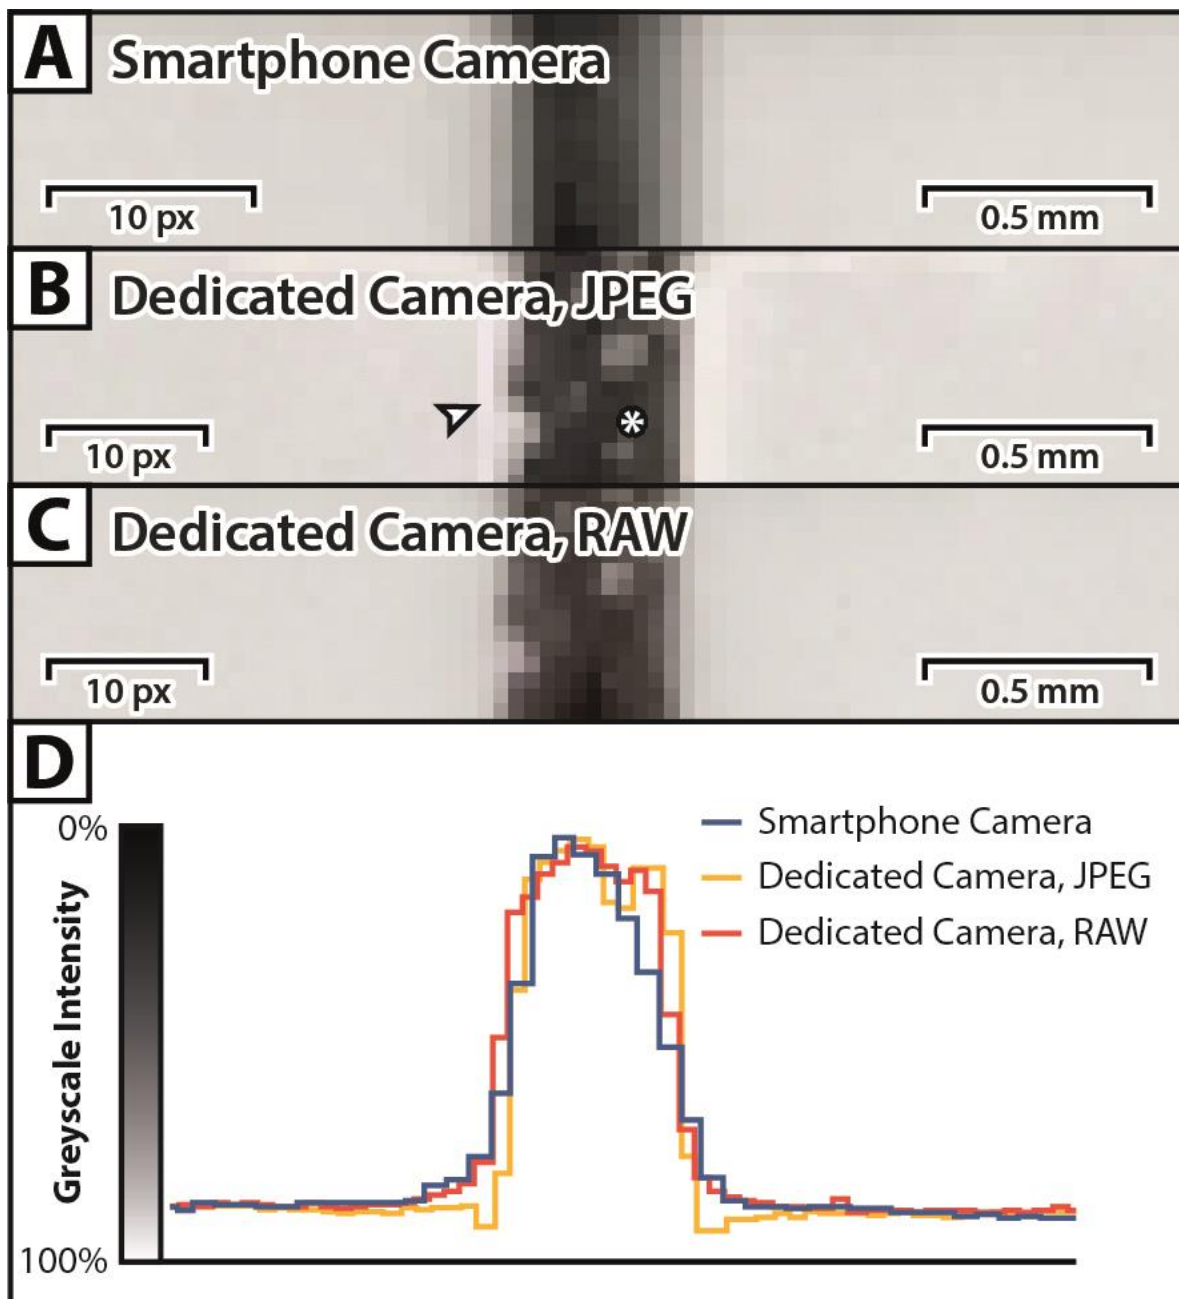 A Smartphone Camera
10 px 0.5 mm
B Dedicated Camera, JPEG
*
10 px 0.5 mm
C Dedicated Camera, RAW
10 px 0.5 mm
D
0%
Greyscale Intensity
100%
Smartphone Camera
Dedicated Camera, JPEG
Dedicated Camera, RAW